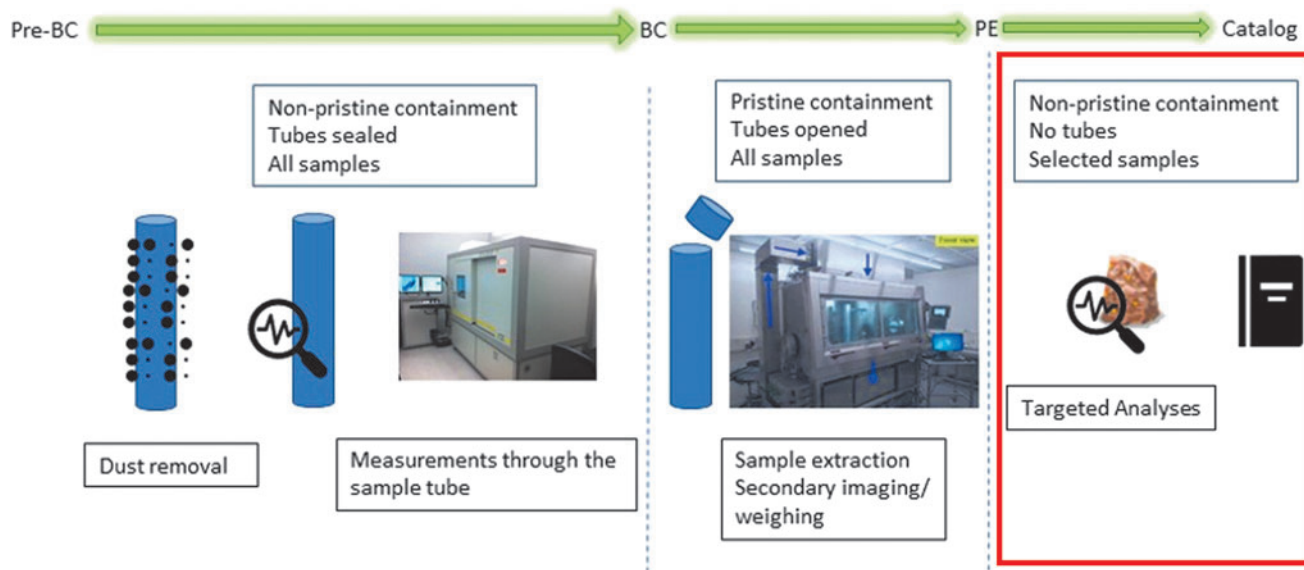 Pre-BC
BC
PE
Catalog
Non-pristine containment
Tubes sealed
All samples
Pristine containment
Tubes opened
All samples
Non-pristine containment
No tubes
Selected samples
Dust removal
Measurements through the
sample tube
Sample extraction
Secondary imaging/
weighing
Targeted Analyses